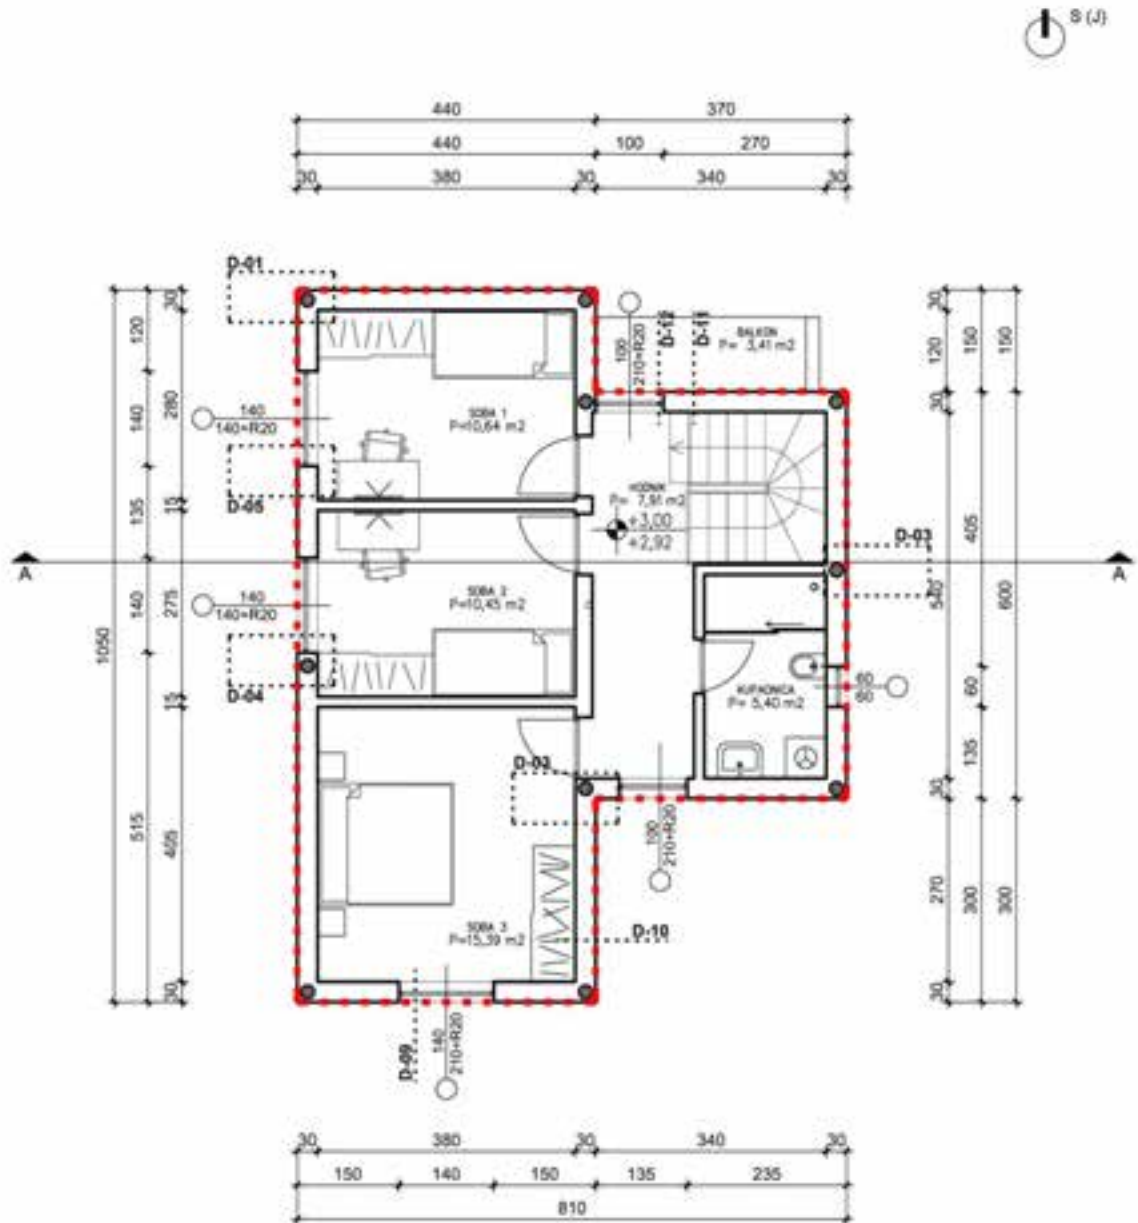 S (J)
440
370
440
100
270
30
380
30
340
30
D-01
D-12
D-11
100
210+R20
BALKON
P= 3,41 m2
30
120
140
135
140
515
1050
30
280
15
275
15
405
30
30
120
30
540
270
30
150
405
60
135
300
150
600
300
140
140+R20
SOBA 1
P=10,64 m2
D-05
HODNIK
P= 7,91 m2
+3,00
+2,92
D-03
A
A
140
140+R20
SOBA 2
P=10,45 m2
D-04
KUPAONICA
P= 5,40 m2
60
60
D-03
30
100
210+R20
SOBA 3
P=15,39 m2
D-10
D-09
140
210+R20
30
380
30
340
30
150
140
150
135
235
810